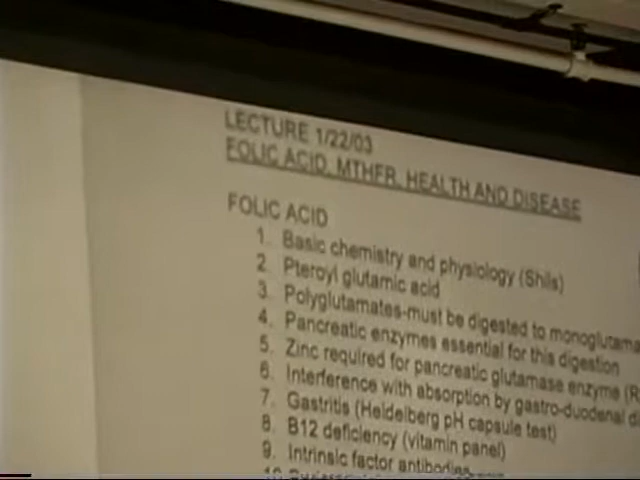 LECTURE 1/22/03
FOLIC ACID, MTHFR, HEALTH AND DISEASE
FOLIC ACID
1. Basic chemistry and physiology (Shils)
2. Pteroyl glutamic acid
3. Polyglutamates-must be digested to monoglutama
4. Pancreatic enzymes essential for this digestion
5. Zinc required for pancreatic glutamase enzyme (R
6. Interference with absorption by gastro-duodenal di
7. Gastritis (Heidelberg pH capsule test)
8. B12 deficiency (vitamin panel)
9. Intrinsic factor antibodies
10.